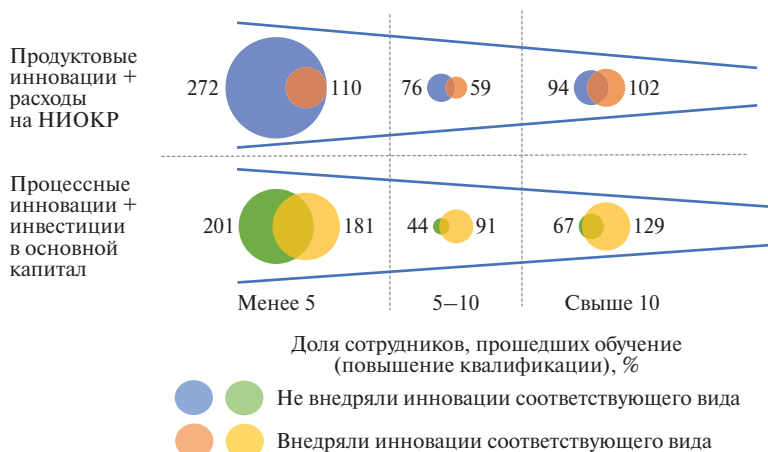 Продуктовые
инновации +
расходы
на НИОКР
272
110
76
59
94
102
Процессные
инновации +
инвестиции
в основной
капитал
201
181
44
91
67
129
Менее 5
5–10
Свыше 10
Доля сотрудников, прошедших обучение
(повышение квалификации), %
Не внедряли инновации соответствующего вида
Внедряли инновации соответствующего вида